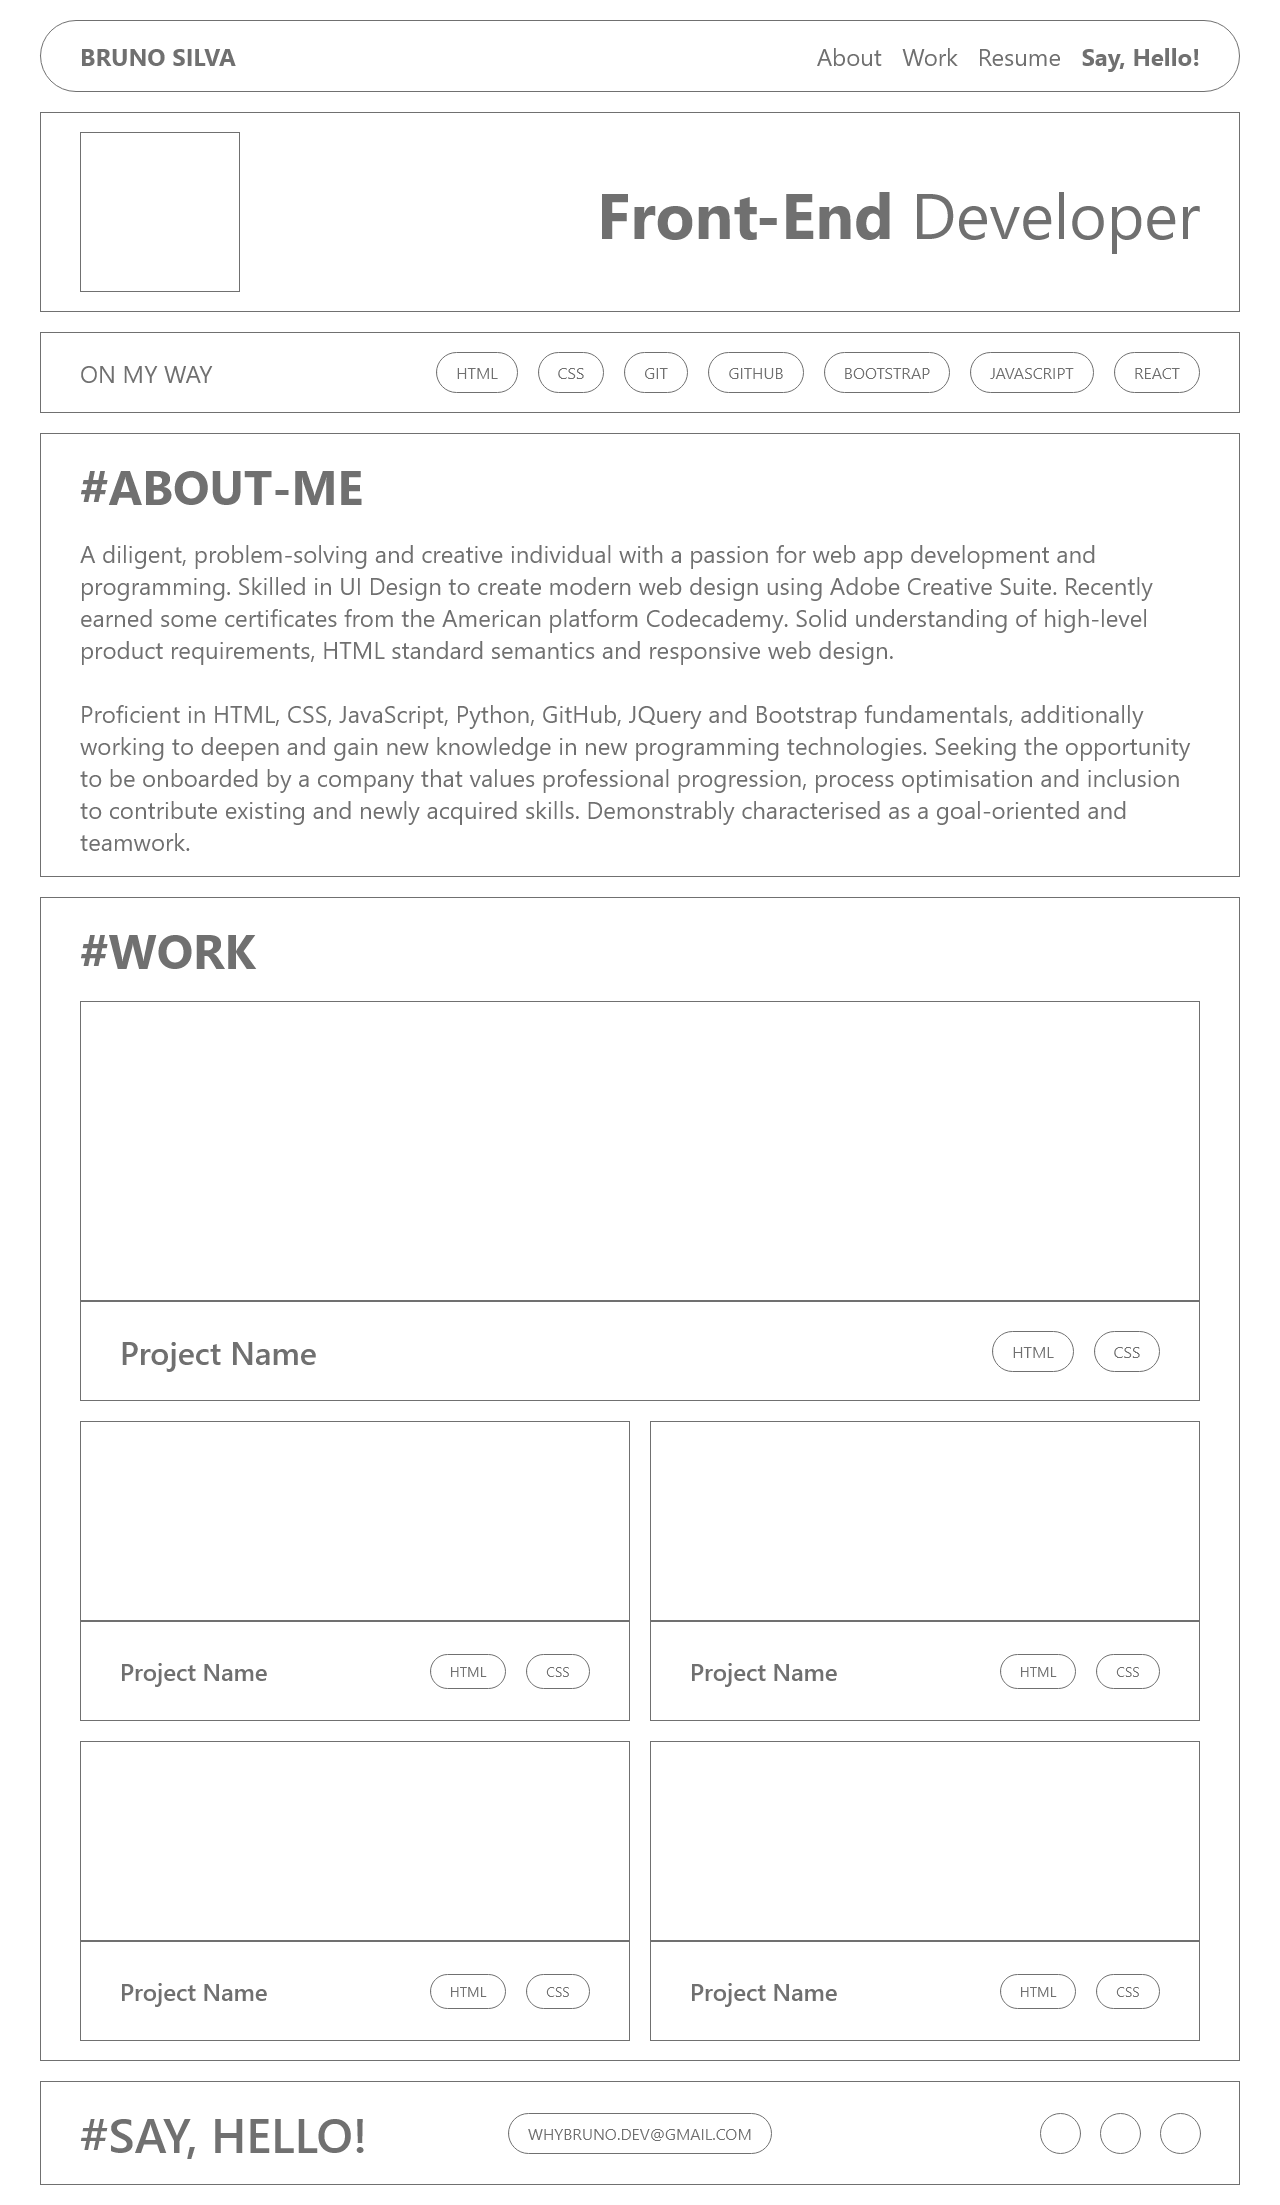 BRUNO SILVA
About Work Resume Say, Hello!
Front-End Developer
ON MY WAY
HTML CSS GIT GITHUB BOOTSTRAP JAVASCRIPT REACT
#ABOUT-ME
A diligent, problem-solving and creative individual with a passion for web app development and
programming. Skilled in UI Design to create modern web design using Adobe Creative Suite. Recently
earned some certificates from the American platform Codecademy. Solid understanding of high-level
product requirements, HTML standard semantics and responsive web design.
Proficient in HTML, CSS, JavaScript, Python, GitHub, JQuery and Bootstrap fundamentals, additionally
working to deepen and gain new knowledge in new programming technologies. Seeking the opportunity
to be onboarded by a company that values professional progression, process optimisation and inclusion
to contribute existing and newly acquired skills. Demonstrably characterised as a goal-oriented and
teamwork.
#WORK
Project Name HTML CSS
Project Name HTML CSS
Project Name HTML CSS
Project Name HTML CSS
Project Name HTML CSS
#SAY, HELLO!
WHYBRUNO.DEV@GMAIL.COM